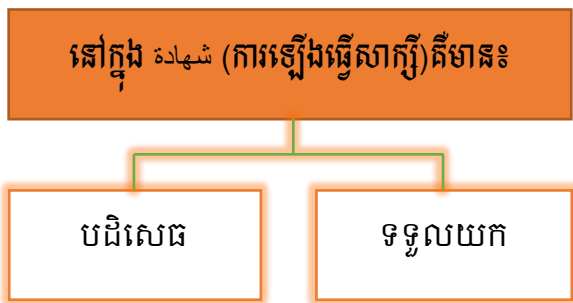 នៅក្នុង شهادة (ការឡើងធ្វើសាក្សី)គឺមាន៖
បដិសេធ
ទទួលយក